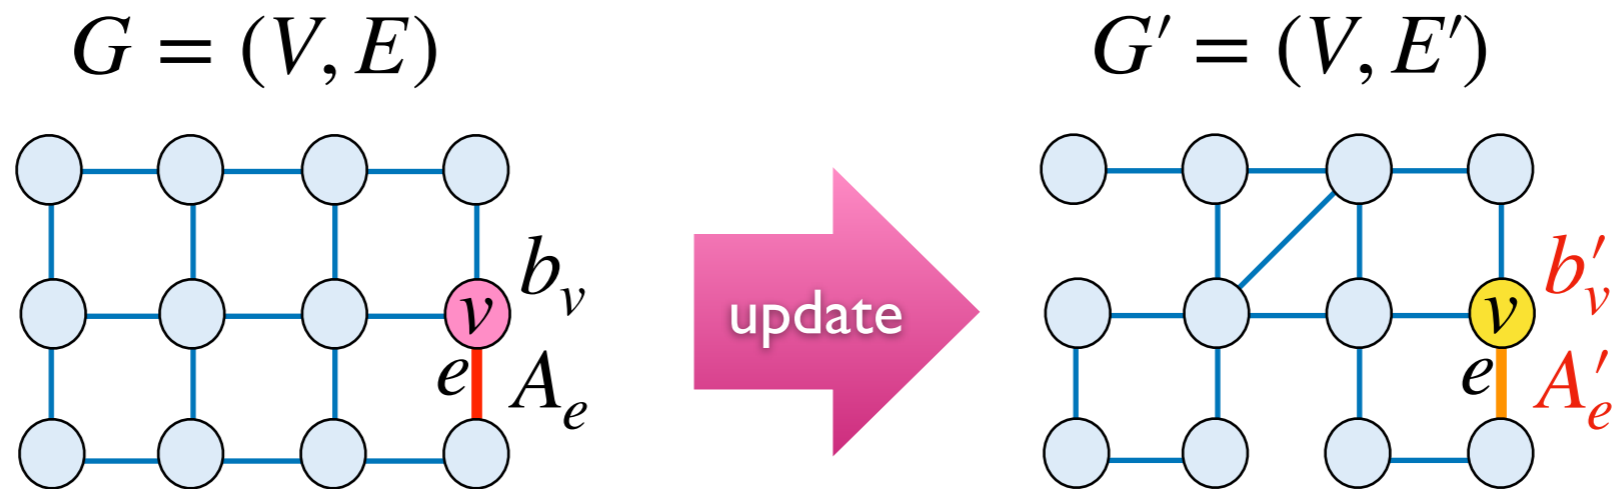 G = (V, E)
G′ = (V, E′)
b_v
v
e
A_e
update
b′_v
v
e
A′_e